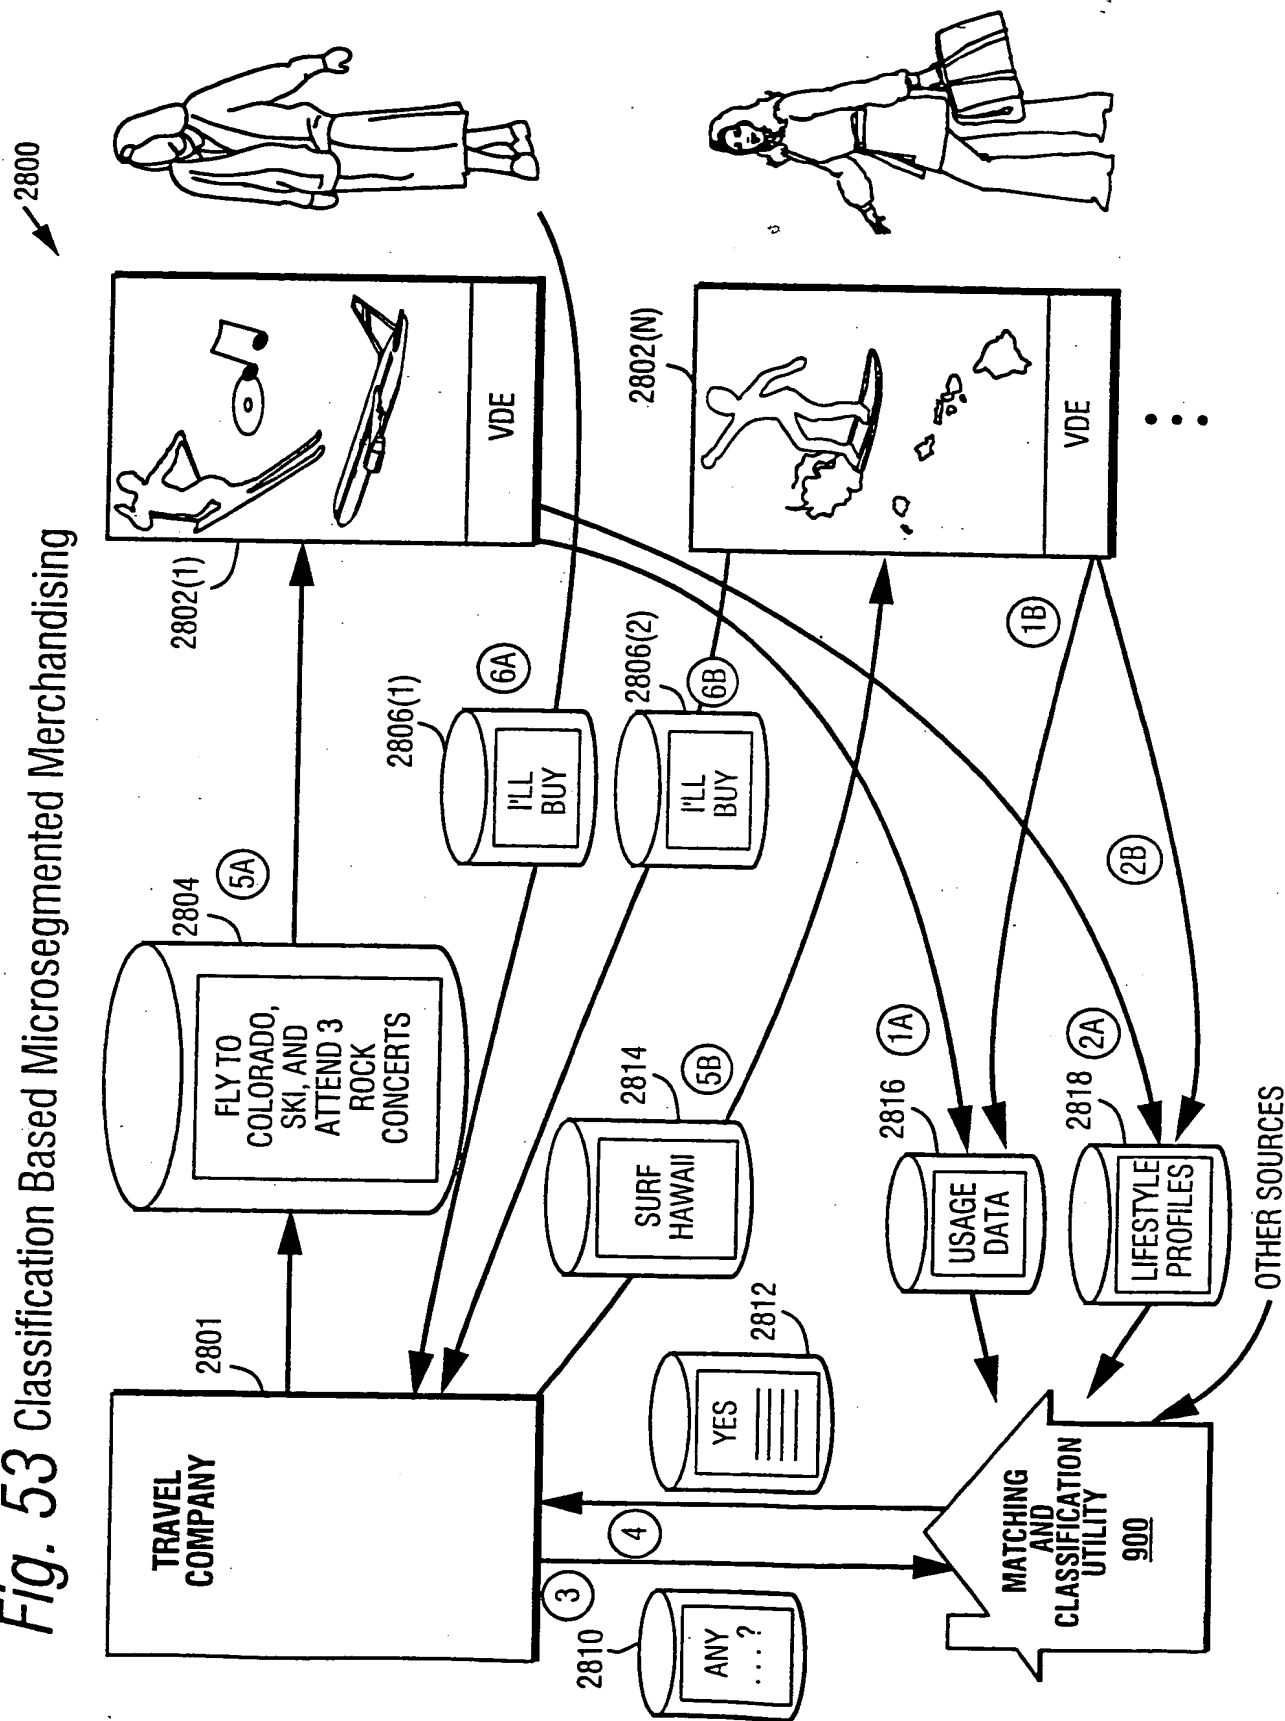 Fig. 53 Classification Based Microsegmented Merchandising
2800
TRAVEL
COMPANY
2801
FLY TO
COLORADO,
SKI, AND
ATTEND 3
ROCK
CONCERTS
2804
5A
2802(1)
VDE
2806(1)
I'LL
BUY
6A
2806(2)
I'LL
BUY
6B
2802(N)
VDE
SURF
HAWAII
2814
5B
3
4
2810
ANY
....?
YES
2812
1A
1B
2A
2B
2816
USAGE
DATA
2818
LIFESTYLE
PROFILES
MATCHING
AND
CLASSIFICATION
UTILITY
900
OTHER SOURCES